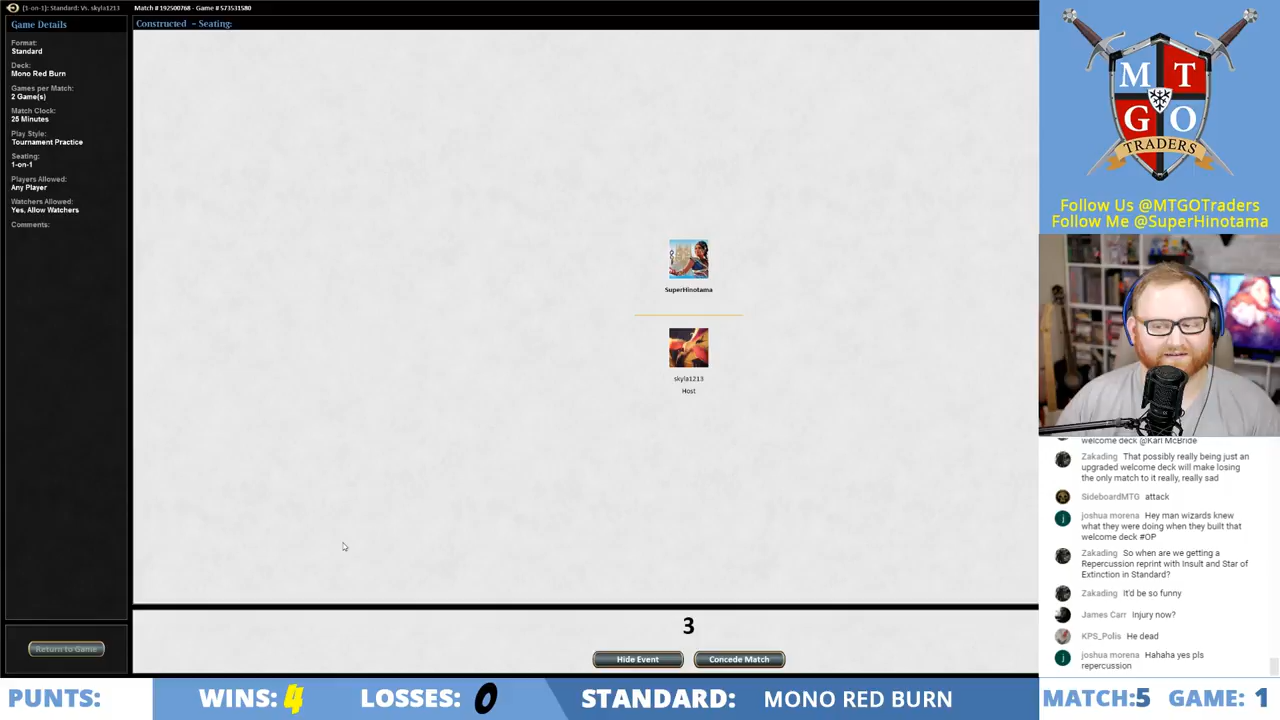 [1-on-1]: Standard: Vs. skyla1213 Match # 192500768 - Game # 573531580
Game Details
Constructed - Seating:
Format:
Standard
Deck:
Mono Red Burn
Games per Match:
2 Game(s)
Match Clock:
25 Minutes
Play Style:
Tournament Practice
Seating:
1-on-1
Players Allowed:
Any Player
Watchers Allowed:
Yes, Allow Watchers
Comments:
SuperHinotama
skyla1213
Host
3
Return to Game
Hide Event Concede Match
M T
G O
TRADERS
Follow Us @MTGOTraders
Follow Me @SuperHinotama
welcome deck @Karl McBride
Zakading That possibly really being just an
upgraded welcome deck will make losing
the only match to it really, really sad
SideboardMTG attack
joshua morena Hey man wizards knew
what they were doing when they built that
welcome deck #OP
Zakading So when are we getting a
Repercussion reprint with Insult and Star of
Extinction in Standard?
Zakading It'd be so funny
James Carr Injury now?
KPS_Polis He dead
joshua morena Hahaha yes pls
repercussion
PUNTS: WINS: 4 LOSSES: 0 STANDARD: MONO RED BURN MATCH:5 GAME: 1